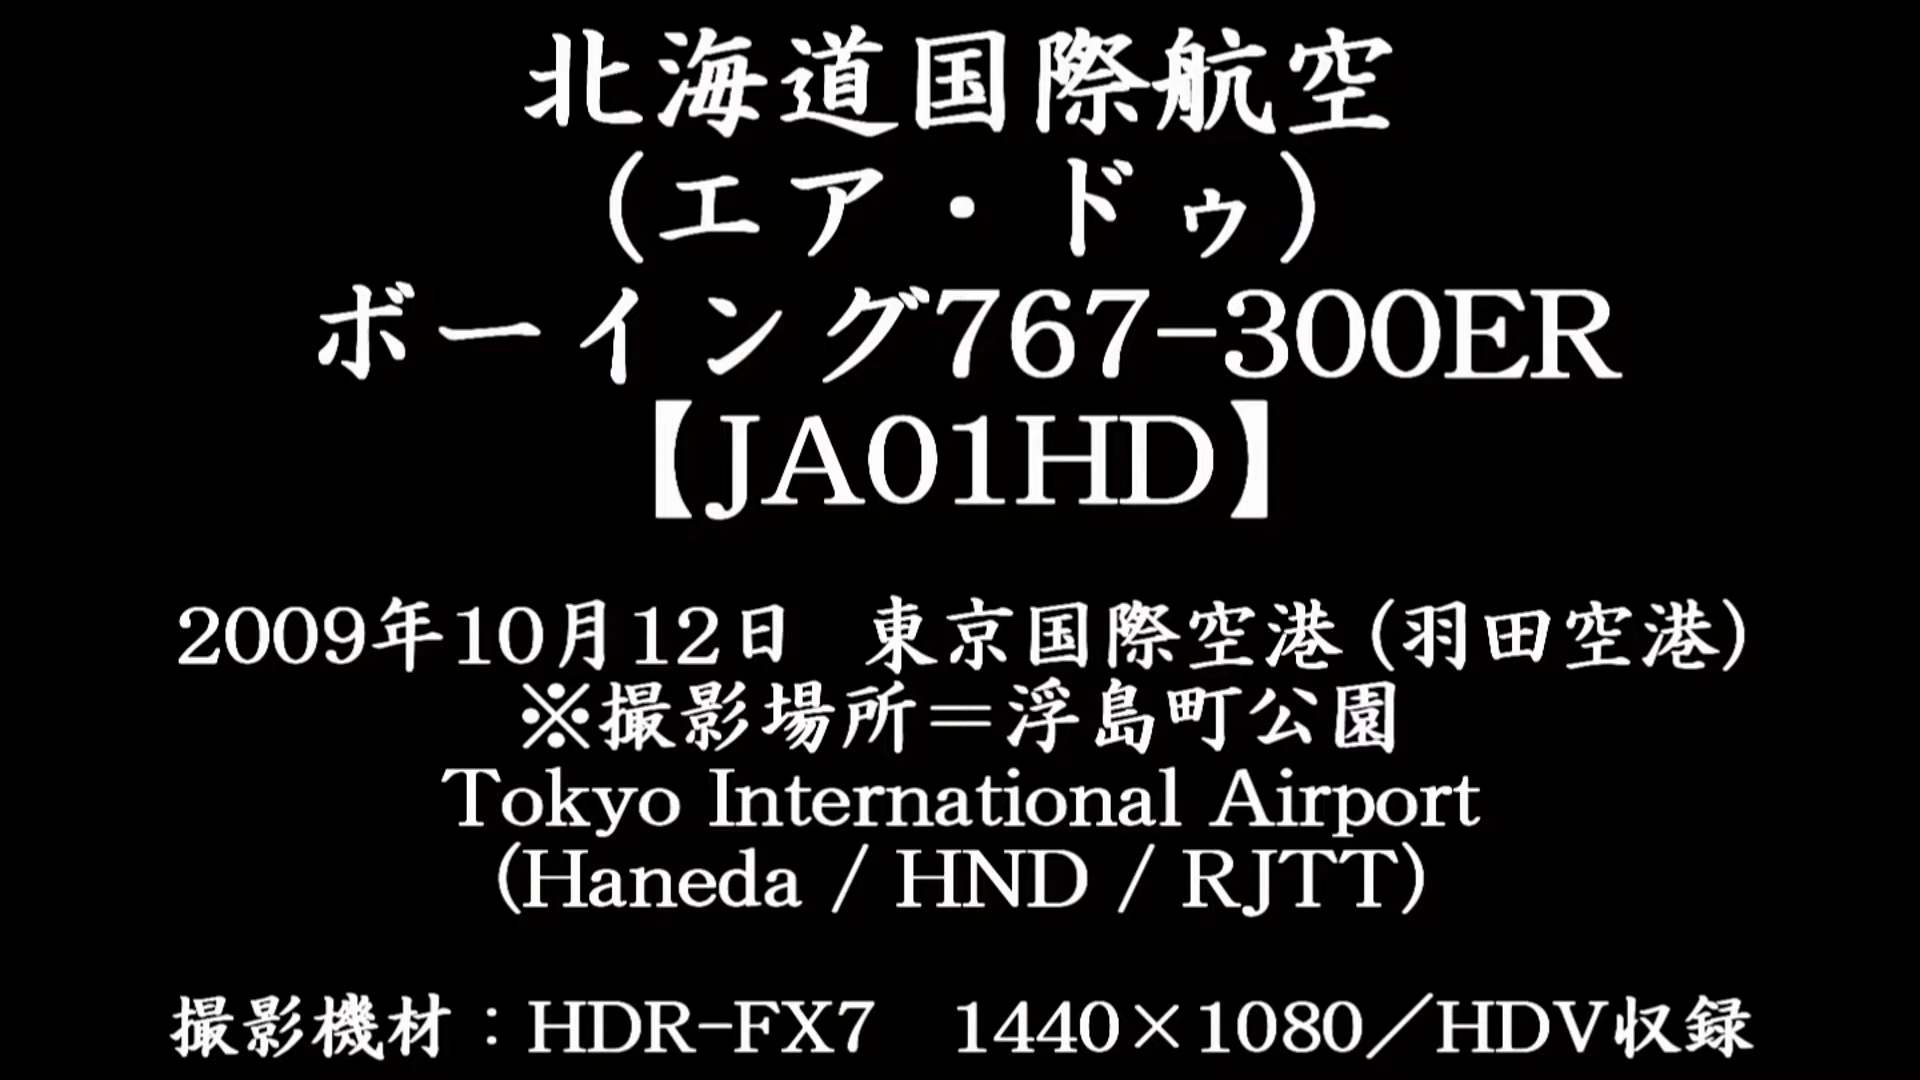 北海道国際航空
(エア・ドゥ)
ボーイング767-300ER
【JA01HD】
2009年10月12日　東京国際空港(羽田空港)
※撮影場所＝浮島町公園
Tokyo International Airport
(Haneda / HND / RJTT)
撮影機材：HDR-FX7　1440×1080／HDV収録